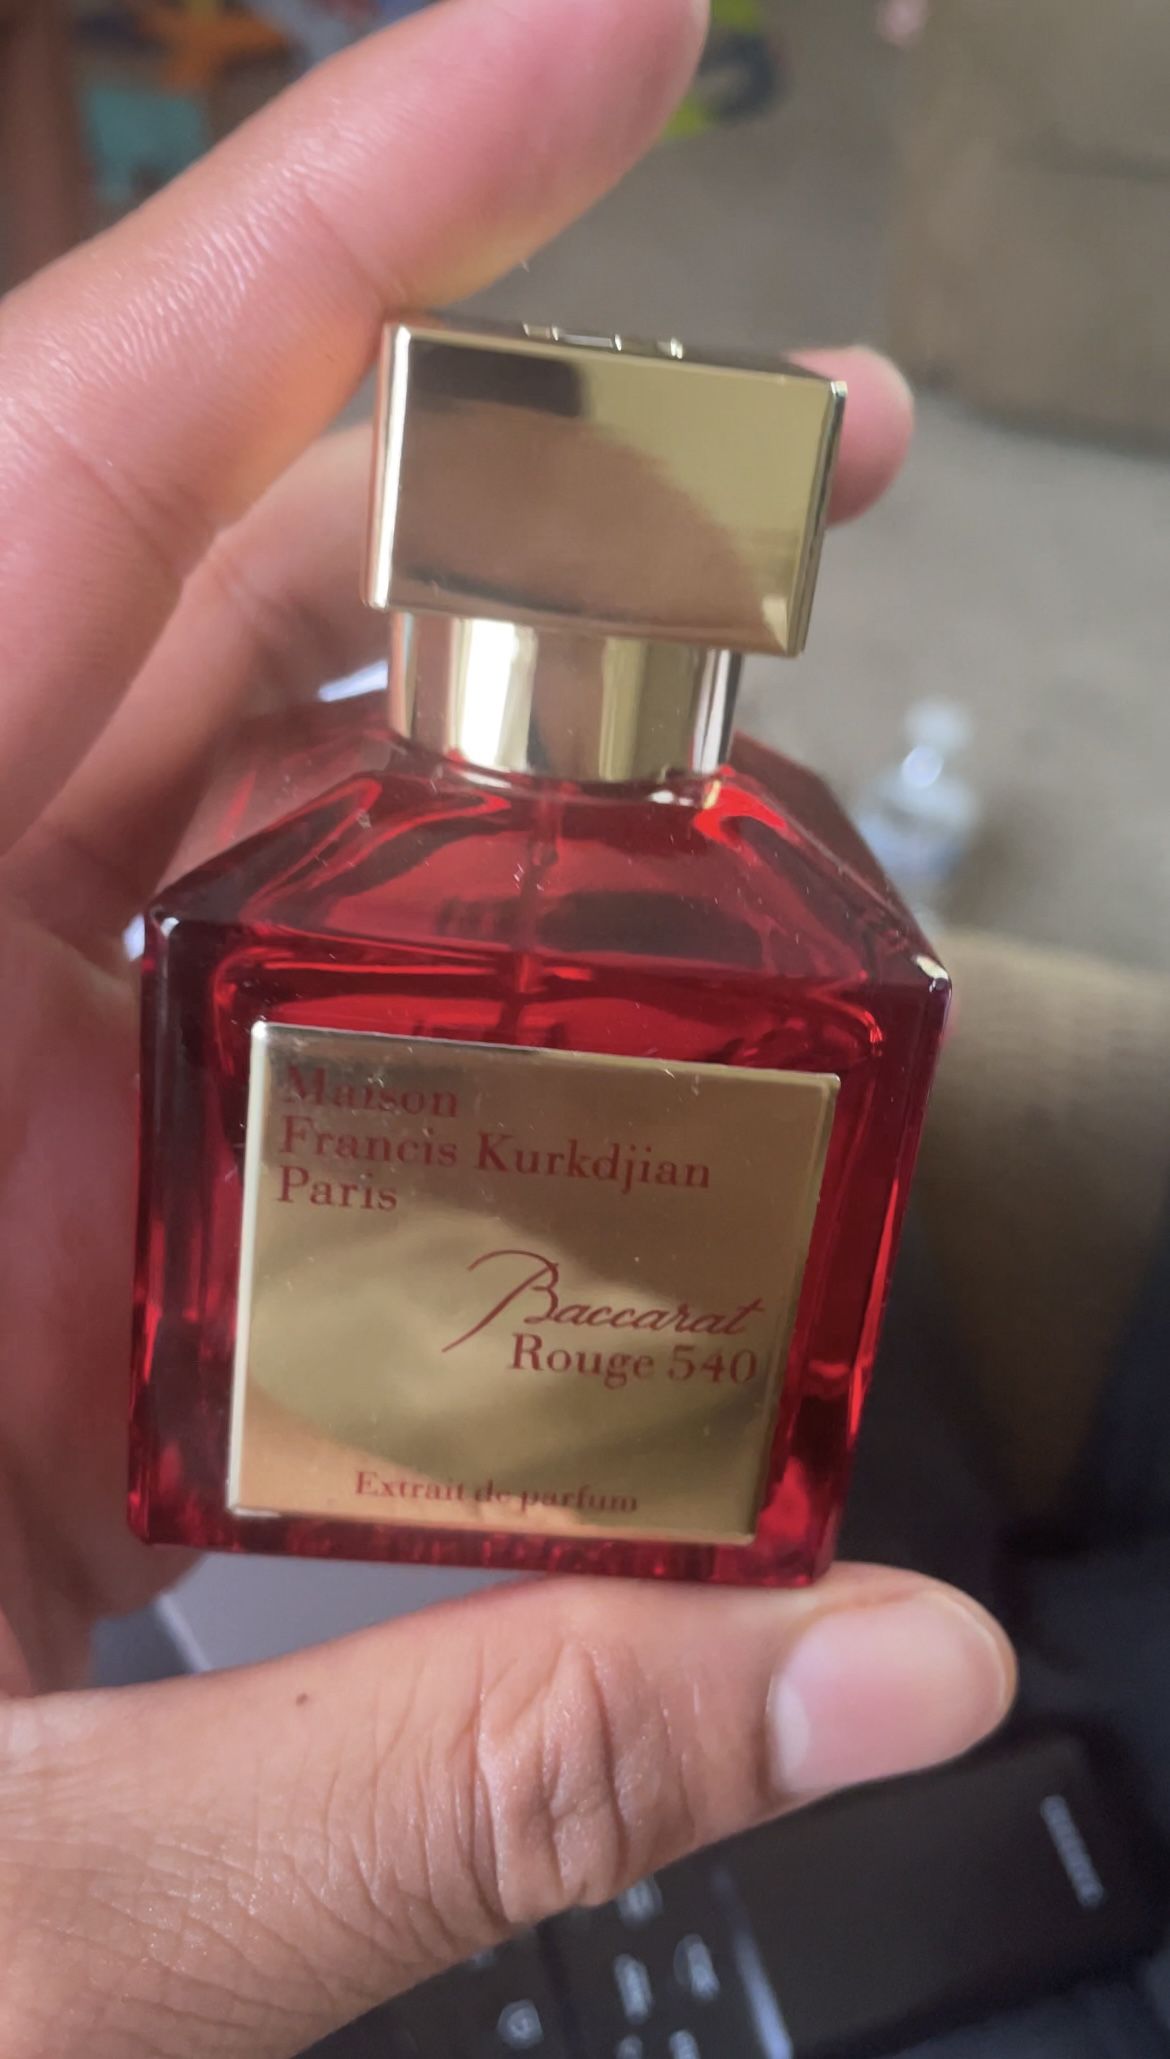 Maison
Francis Kurkdjian
Paris
Baccarat
Rouge 540
Extrait de parfum